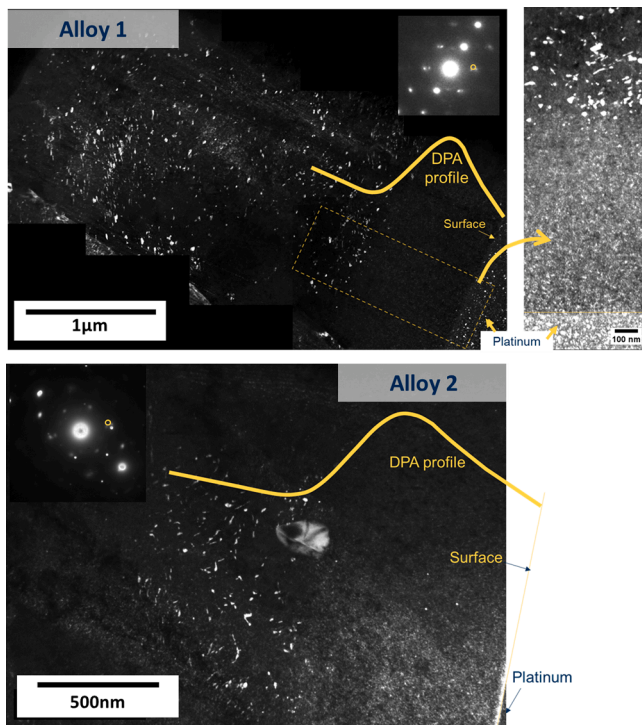 Alloy 1
DPA
profile
Surface
1µm
Platinum
100 nm
Alloy 2
DPA profile
Surface
500nm
Platinum